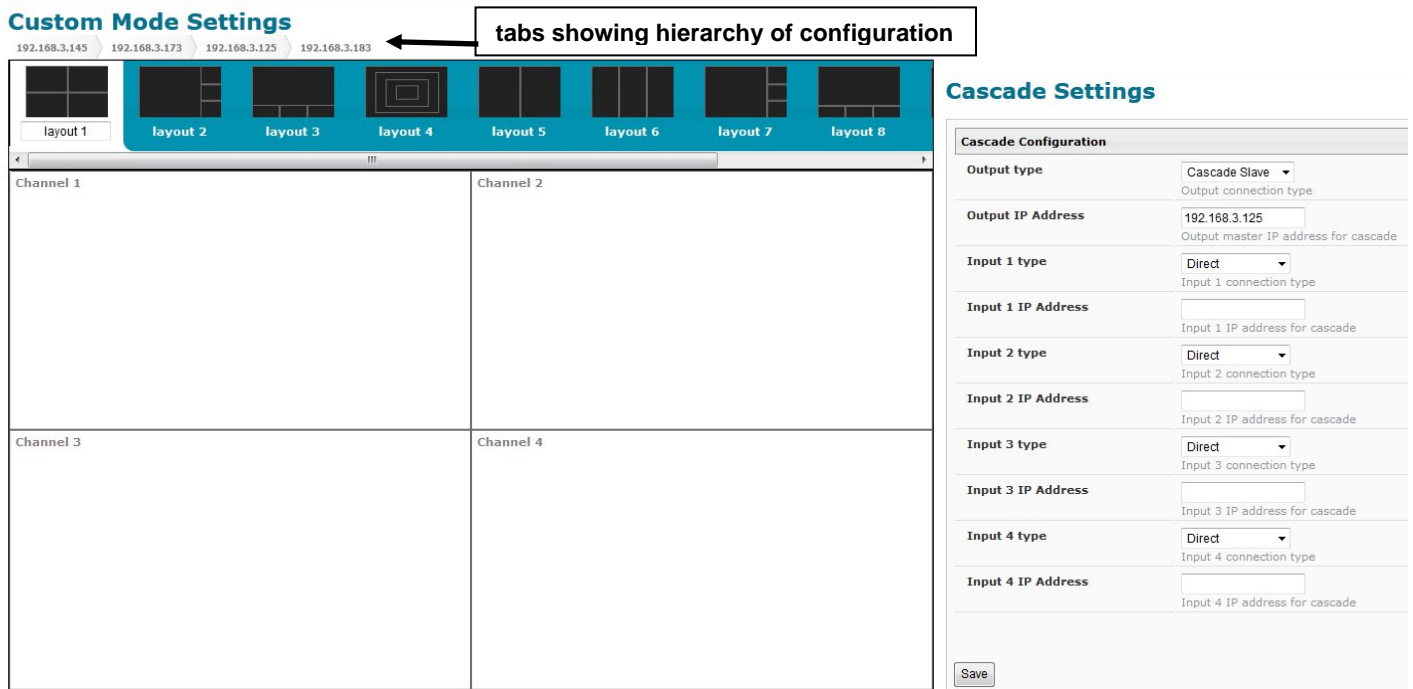 Custom Mode Settings
tabs showing hierarchy of configuration
192.168.3.145 192.168.3.173 192.168.3.125 192.168.3.183
layout 1 layout 2 layout 3 layout 4 layout 5 layout 6 layout 7 layout 8
Channel 1 Channel 2
Channel 3 Channel 4
Cascade Settings
Cascade Configuration
Output type Cascade Slave
Output connection type
Output IP Address 192.168.3.125
Output master IP address for cascade
Input 1 type Direct
Input 1 connection type
Input 1 IP Address
Input 1 IP address for cascade
Input 2 type Direct
Input 2 connection type
Input 2 IP Address
Input 2 IP address for cascade
Input 3 type Direct
Input 3 connection type
Input 3 IP Address
Input 3 IP address for cascade
Input 4 type Direct
Input 4 connection type
Input 4 IP Address
Input 4 IP address for cascade
Save